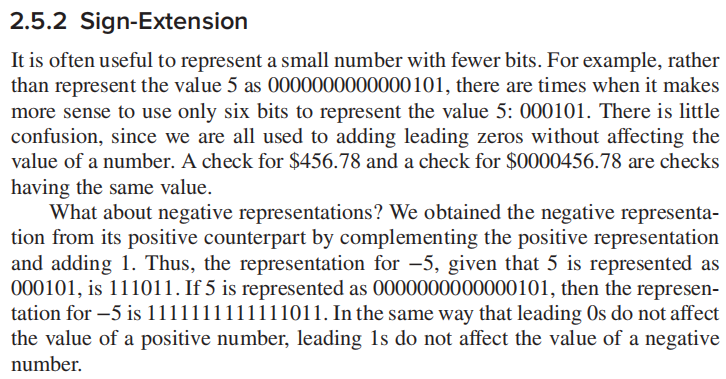 2.5.2 Sign-Extension
It is often useful to represent a small number with fewer bits. For example, rather
than represent the value 5 as 0000000000000101, there are times when it makes
more sense to use only six bits to represent the value 5: 000101. There is little
confusion, since we are all used to adding leading zeros without affecting the
value of a number. A check for $456.78 and a check for $0000456.78 are checks
having the same value.
What about negative representations? We obtained the negative representa-
tion from its positive counterpart by complementing the positive representation
and adding 1. Thus, the representation for −5, given that 5 is represented as
000101, is 111011. If 5 is represented as 0000000000000101, then the represen-
tation for −5 is 1111111111111011. In the same way that leading 0s do not affect
the value of a positive number, leading 1s do not affect the value of a negative
number.